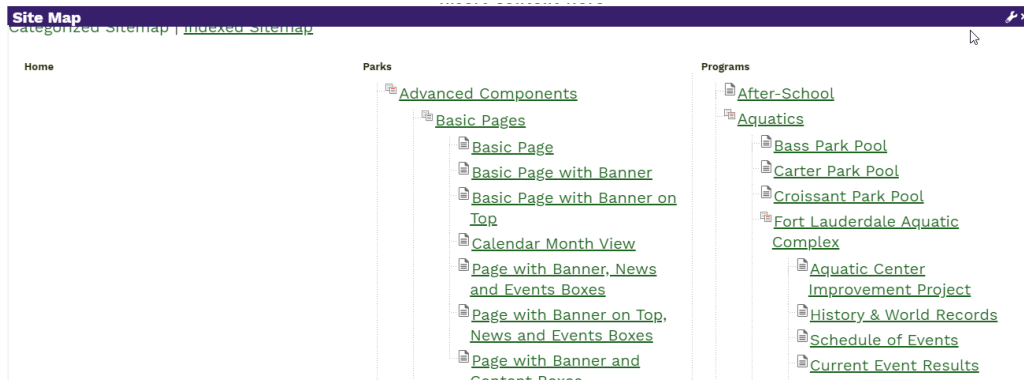 Site Map
Categorized Sitemap | Indexed Sitemap
Home
Parks
Advanced Components
Basic Pages
Basic Page
Basic Page with Banner
Basic Page with Banner on
Top
Calendar Month View
Page with Banner, News
and Events Boxes
Page with Banner on Top,
News and Events Boxes
Page with Banner and
Content Boxes
Programs
After-School
Aquatics
Bass Park Pool
Carter Park Pool
Croissant Park Pool
Fort Lauderdale Aquatic
Complex
Aquatic Center
Improvement Project
History & World Records
Schedule of Events
Current Event Results